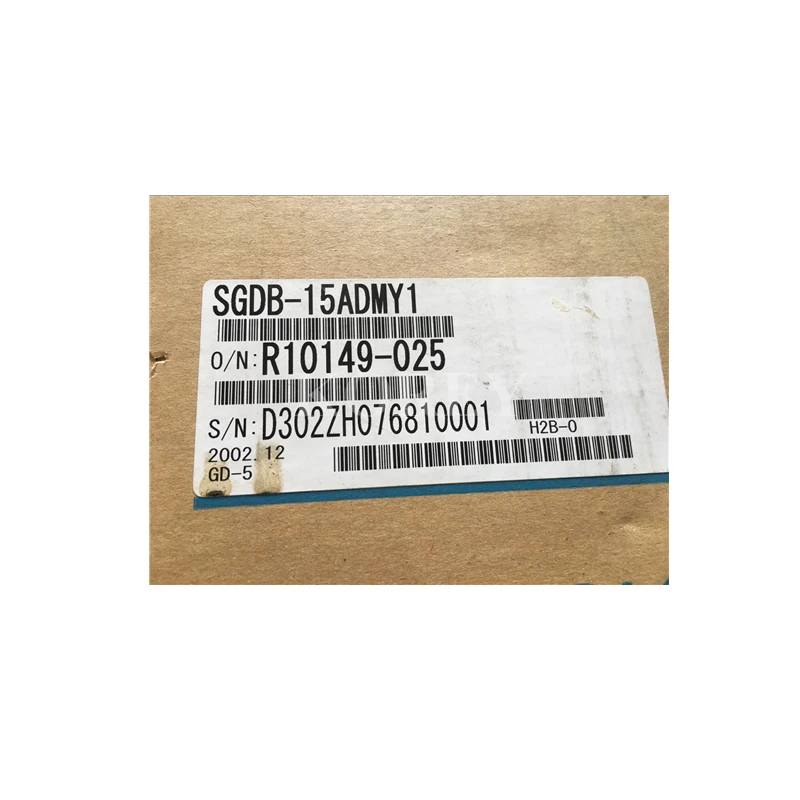 SGDB-15ADMY1
O/N: R10149-025
S/N: D302ZH076810001
H2B-0
2002.12
GD-5